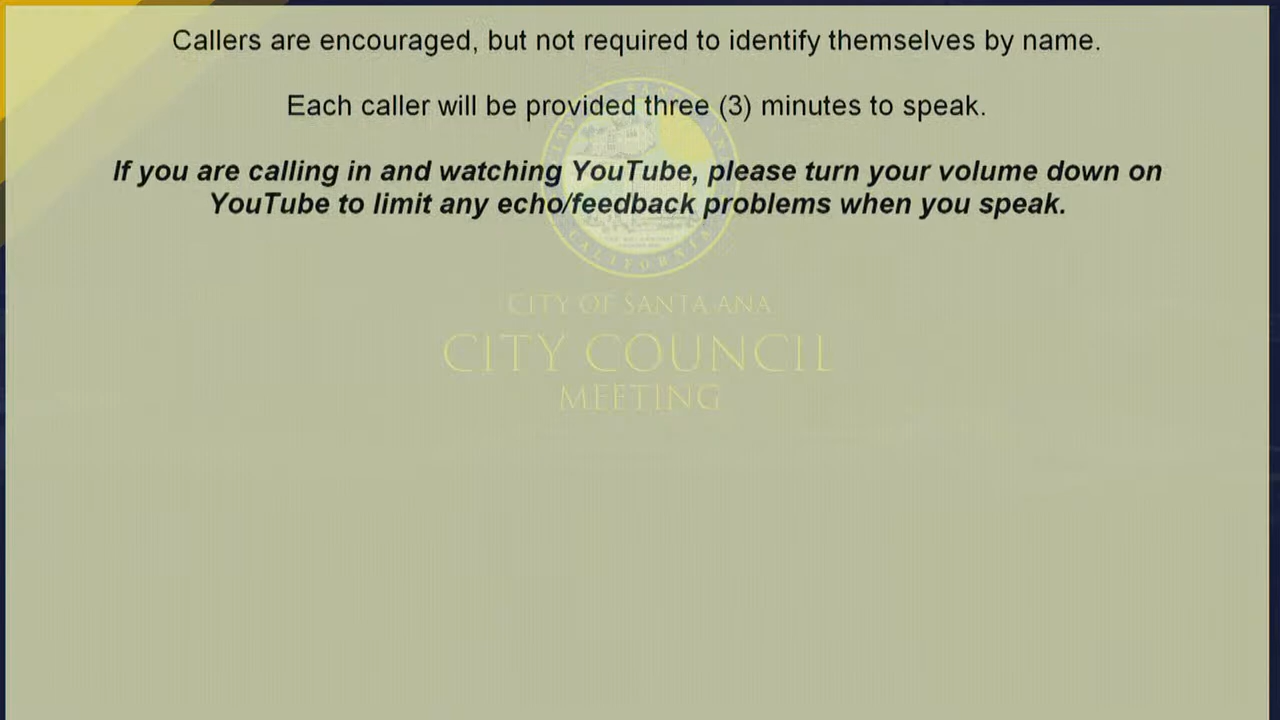 Callers are encouraged, but not required to identify themselves by name.
Each caller will be provided three (3) minutes to speak.
If you are calling in and watching YouTube, please turn your volume down on
YouTube to limit any echo/feedback problems when you speak.
CALIFORNIA
CITY OF SANTA ANA
CITY COUNCIL
MEETING